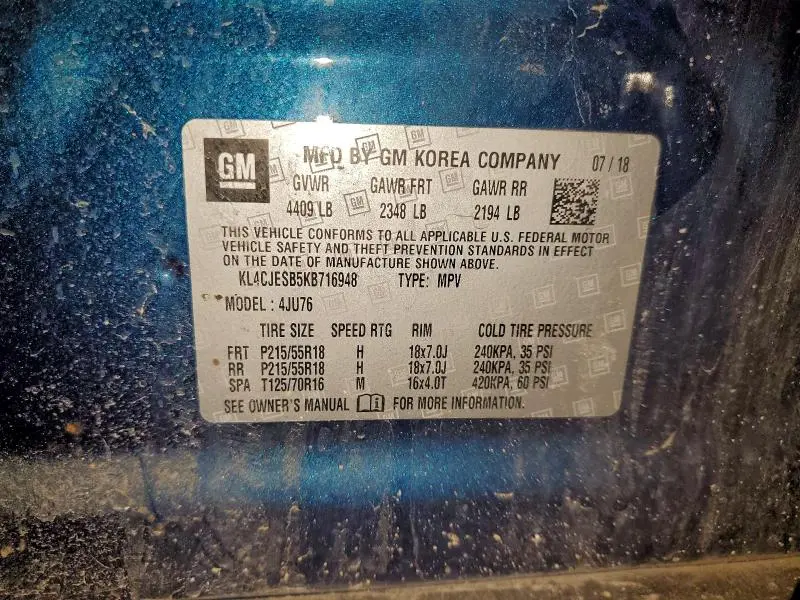 GM
MFD BY GM KOREA COMPANY 07 / 18
GVWR GAWR FRT GAWR RR
4409 LB 2348 LB 2194 LB
THIS VEHICLE CONFORMS TO ALL APPLICABLE U.S. FEDERAL MOTOR
VEHICLE SAFETY AND THEFT PREVENTION STANDARDS IN EFFECT
ON THE DATE OF MANUFACTURE SHOWN ABOVE.
KL4CJESB5KB716948 TYPE: MPV
MODEL : 4JU76
TIRE SIZE SPEED RTG RIM COLD TIRE PRESSURE
FRT P215/55R18 H 18x7.0J 240KPA, 35 PSI
RR P215/55R18 H 18x7.0J 240KPA, 35 PSI
SPA T125/70R16 M 16x4.0T 420KPA, 60 PSI
SEE OWNER'S MANUAL FOR MORE INFORMATION.